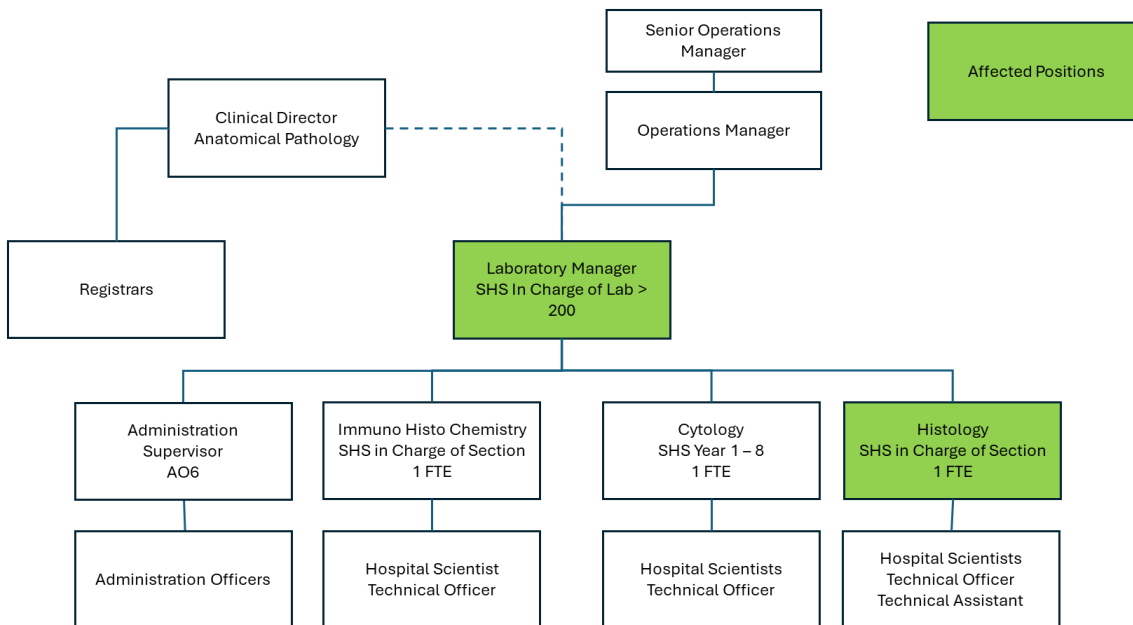 Senior Operations
Manager
Affected Positions
Clinical Director
Anatomical Pathology
Operations Manager
Registrars
Laboratory Manager
SHS In Charge of Lab >
200
Administration
Supervisor
AO6
Immuno Histo Chemistry
SHS in Charge of Section
1 FTE
Cytology
SHS Year 1 – 8
1 FTE
Histology
SHS in Charge of Section
1 FTE
Administration Officers
Hospital Scientist
Technical Officer
Hospital Scientists
Technical Officer
Hospital Scientists
Technical Officer
Technical Assistant